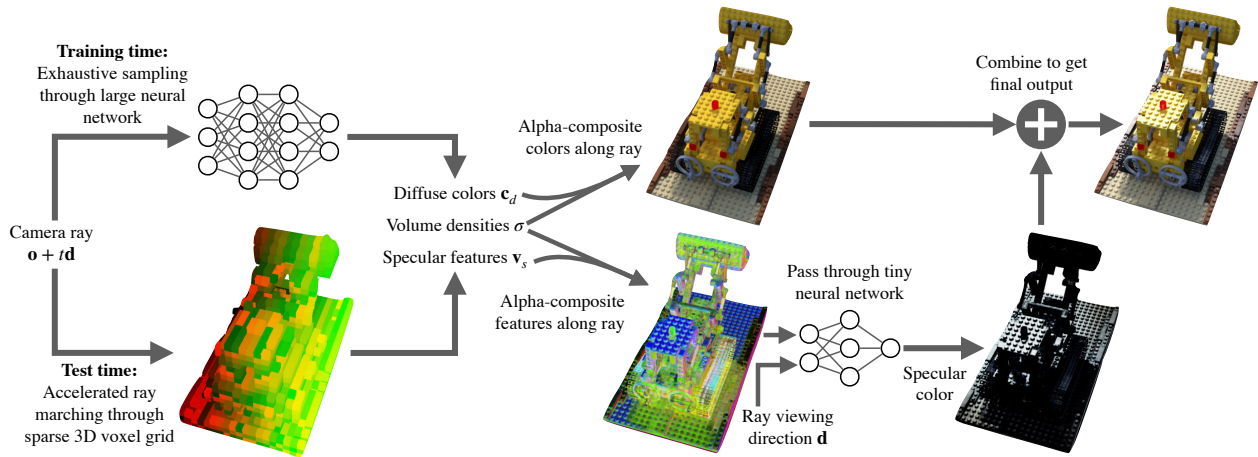 Training time:
Exhaustive sampling
through large neural
network
Camera ray
o + td
Test time:
Accelerated ray
marching through
sparse 3D voxel grid
Diffuse colors c_d
Volume densities σ
Specular features v_s
Alpha-composite
colors along ray
Alpha-composite
features along ray
Pass through tiny
neural network
Ray viewing
direction d
Specular
color
Combine to get
final output